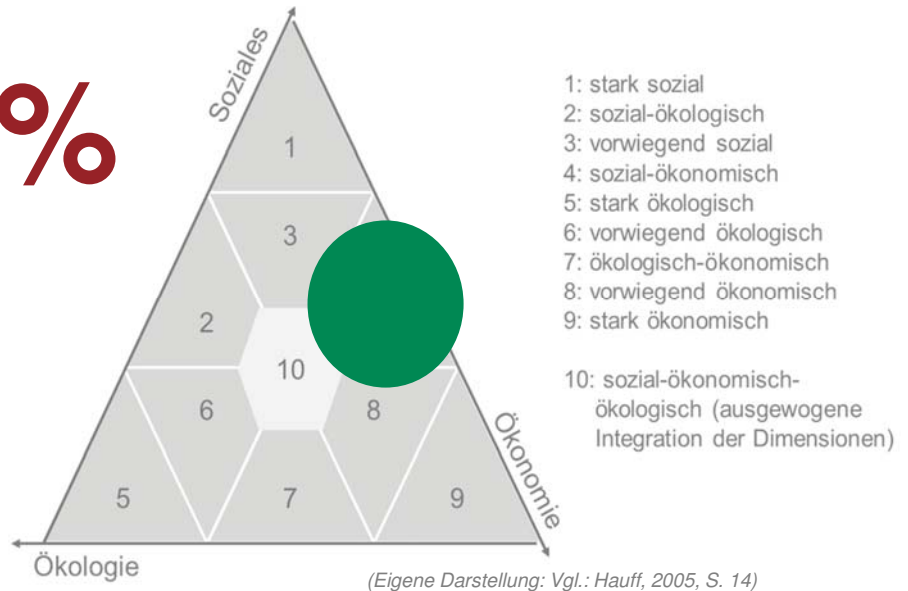 %
Soziales
1
3
2
10
6
8
5
7
9
Ökologie
Ökonomie
1: stark sozial
2: sozial-ökologisch
3: vorwiegend sozial
4: sozial-ökonomisch
5: stark ökologisch
6: vorwiegend ökologisch
7: ökologisch-ökonomisch
8: vorwiegend ökonomisch
9: stark ökonomisch
10: sozial-ökonomisch-
ökologisch (ausgewogene
Integration der Dimensionen)
(Eigene Darstellung: Vgl.: Hauff, 2005, S. 14)